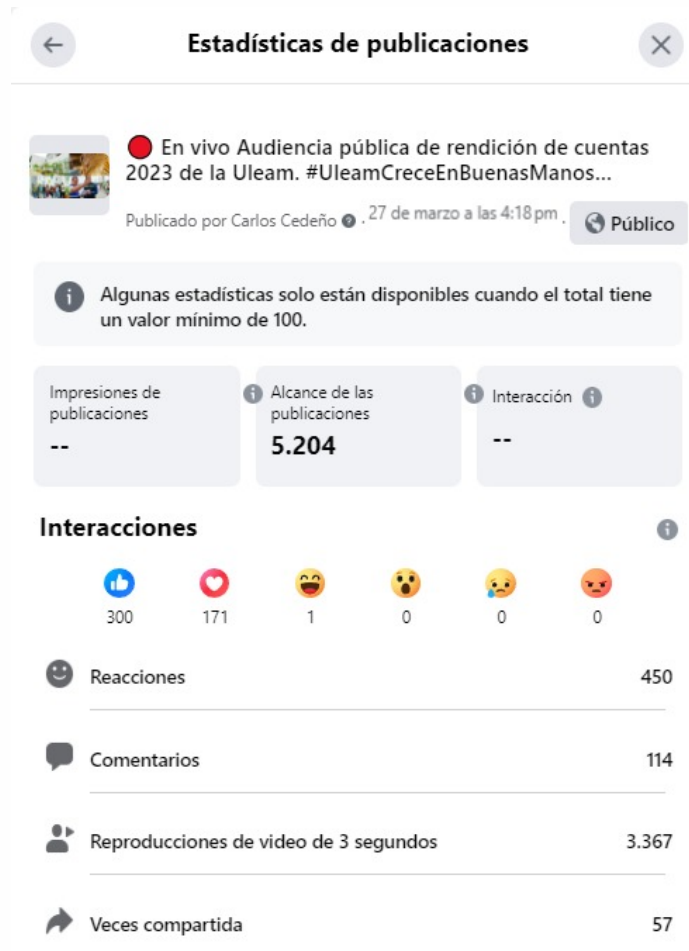 Estadísticas de publicaciones
🔴 En vivo Audiencia pública de rendición de cuentas
2023 de la Uleam. #UleamCreceEnBuenasManos...
Publicado por Carlos Cedeño . 27 de marzo a las 4:18 pm . Público
Algunas estadísticas solo están disponibles cuando el total tiene
un valor mínimo de 100.
Impresiones de
publicaciones
--
Alcance de las
publicaciones
5.204
Interacción
--
Interacciones
300 171 1 0 0 0
Reacciones 450
Comentarios 114
Reproducciones de video de 3 segundos 3.367
Veces compartida 57